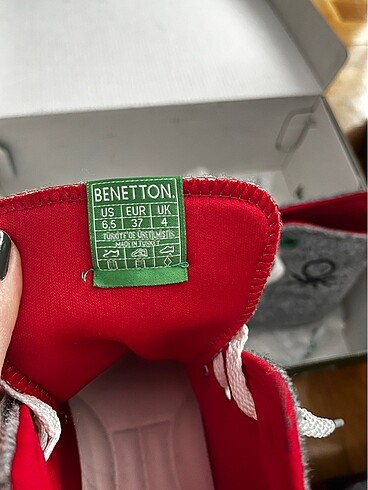 BENETTON.
US EUR UK
6,5 37 4
TÜRKİYE'DE ÜRETİLMİŞTİR
MADE IN TURKEY